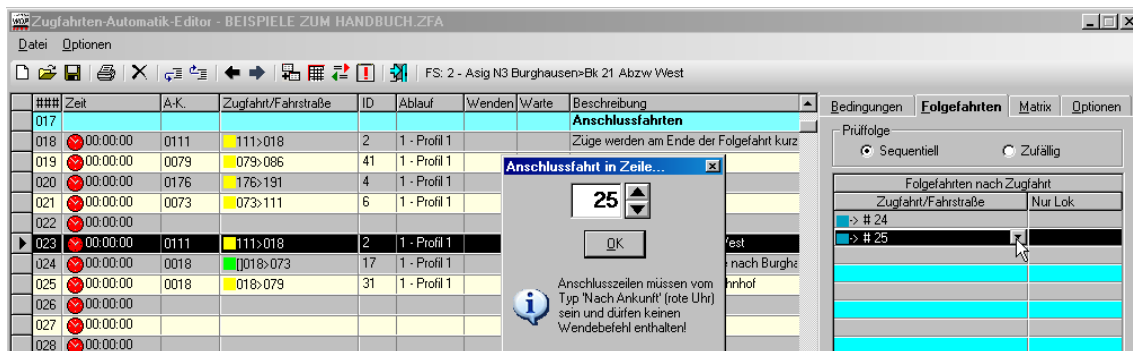 Zugfahrten-Automatik-Editor - BEISPIELE ZUM HANDBUCH.ZFA
Datei Optionen
FS: 2 - Asig N3 Burghausen>Bk 21 Abzw West
### Zeit A-K. Zugfahrt/Fahrstraße ID Ablauf Wenden Warte Beschreibung
017 Anschlussfahrten
018 00:00:00 0111 111>018 2 1 - Profil 1 Züge werden am Ende der Folgefahrt kurz
019 00:00:00 0079 079>086 41 1 - Profil 1
020 00:00:00 0176 176>191 4 1 - Profil 1
021 00:00:00 0073 073>111 6 1 - Profil 1
022 00:00:00
023 00:00:00 0111 111>018 2 1 - Profil 1 est
024 00:00:00 0018 []018>073 17 1 - Profil 1 e nach Burgha
025 00:00:00 0018 018>079 31 1 - Profil 1 hnhof
026 00:00:00
027 00:00:00
028 00:00:00
Anschlussfahrt in Zeile...
25
OK
Anschlusszeilen müssen vom
Typ 'Nach Ankunft' (rote Uhr)
sein und dürfen keinen
Wendebefehl enthalten!
Bedingungen Folgefahrten Matrix Optionen
Prüffolge
Sequentiell Zufällig
Folgefahrten nach Zugfahrt
Zugfahrt/Fahrstraße Nur Lok
-> # 24
-> # 25